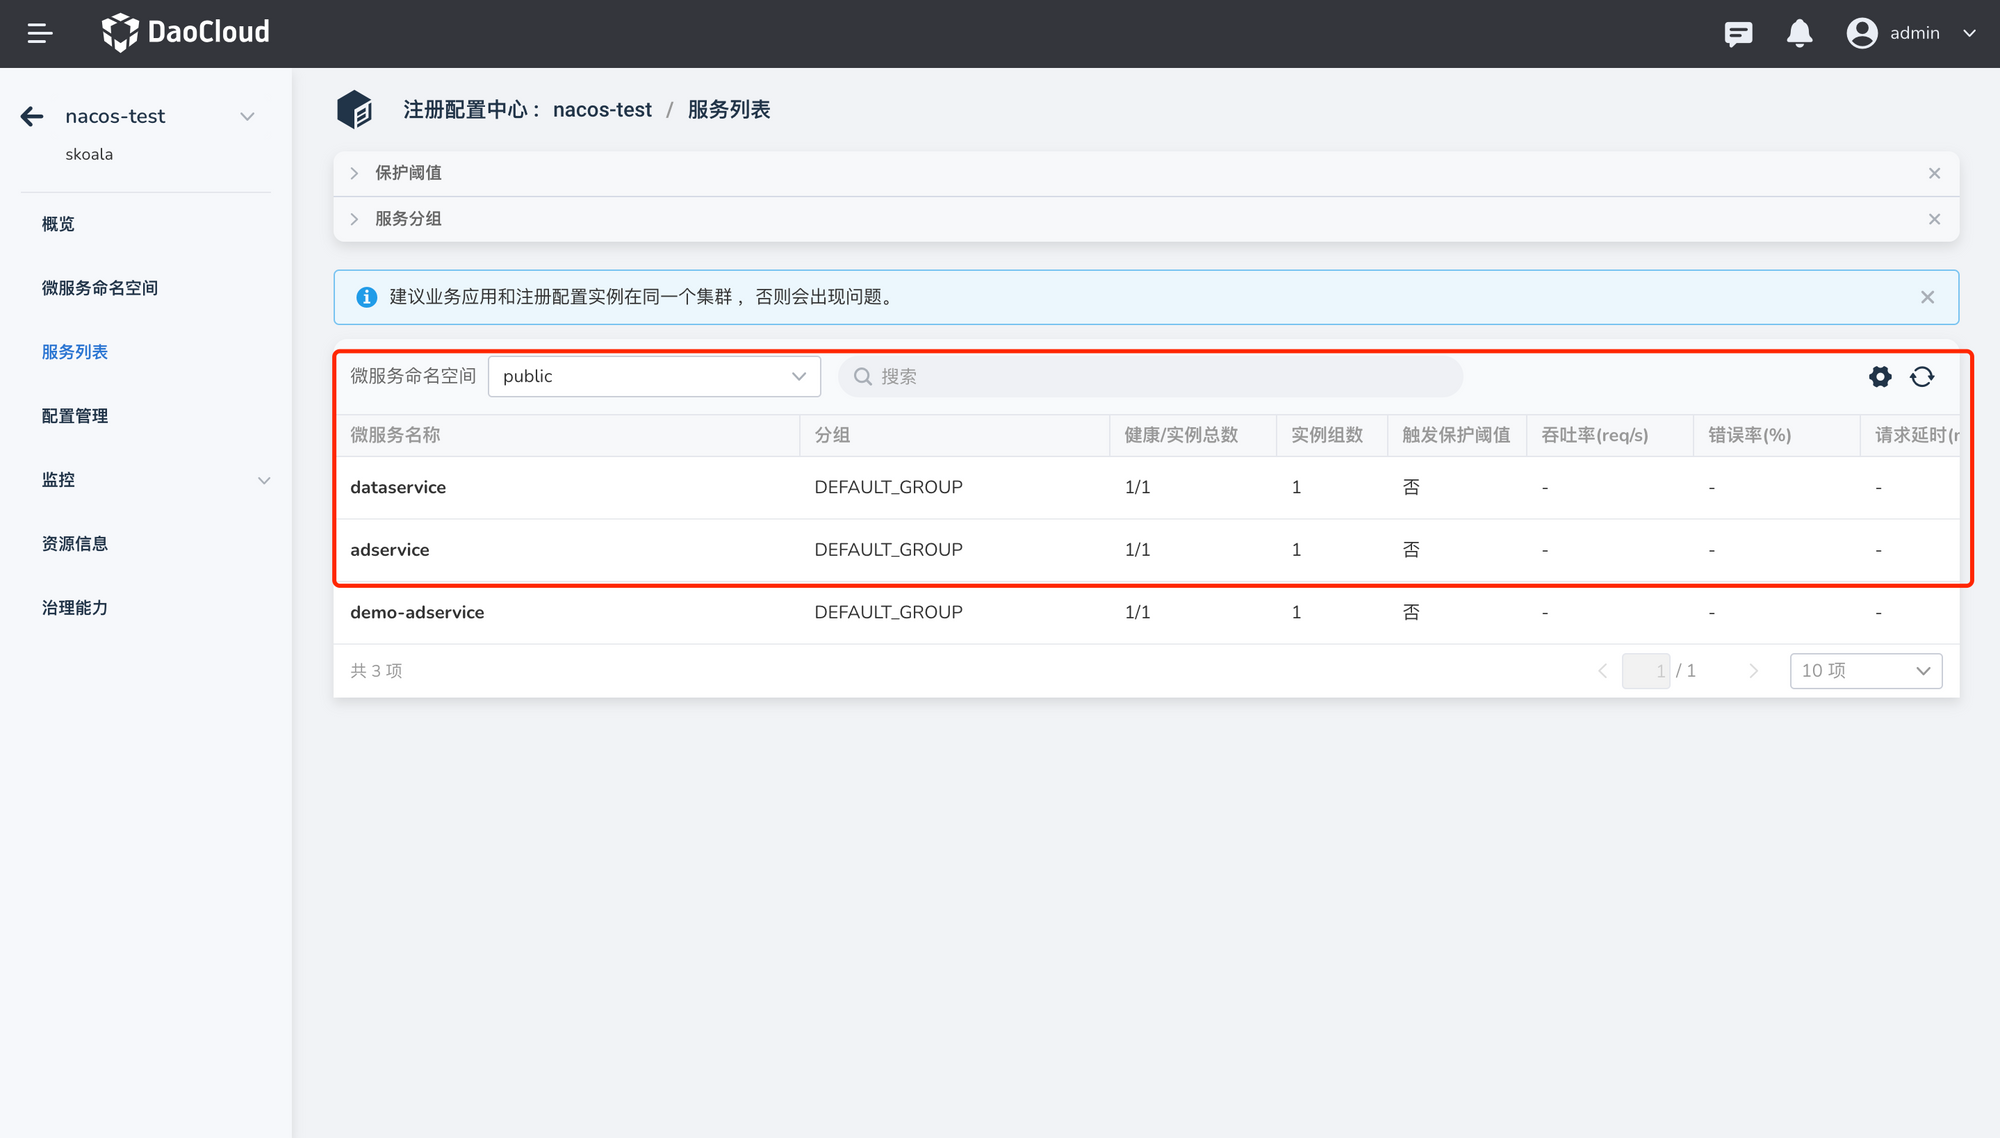 DaoCloud
admin
nacos-test
skoala
概览
微服务命名空间
服务列表
配置管理
监控
资源信息
治理能力
注册配置中心： nacos-test / 服务列表
保护阈值
服务分组
建议业务应用和注册配置实例在同一个集群， 否则会出现问题。
微服务命名空间 public 搜索
微服务名称 分组 健康/实例总数 实例组数 触发保护阈值 吞吐率(req/s) 错误率(%) 请求延时(
dataservice DEFAULT_GROUP 1/1 1 否 - - -
adservice DEFAULT_GROUP 1/1 1 否 - - -
demo-adservice DEFAULT_GROUP 1/1 1 否 - - -
共 3 项 1 / 1 10 项